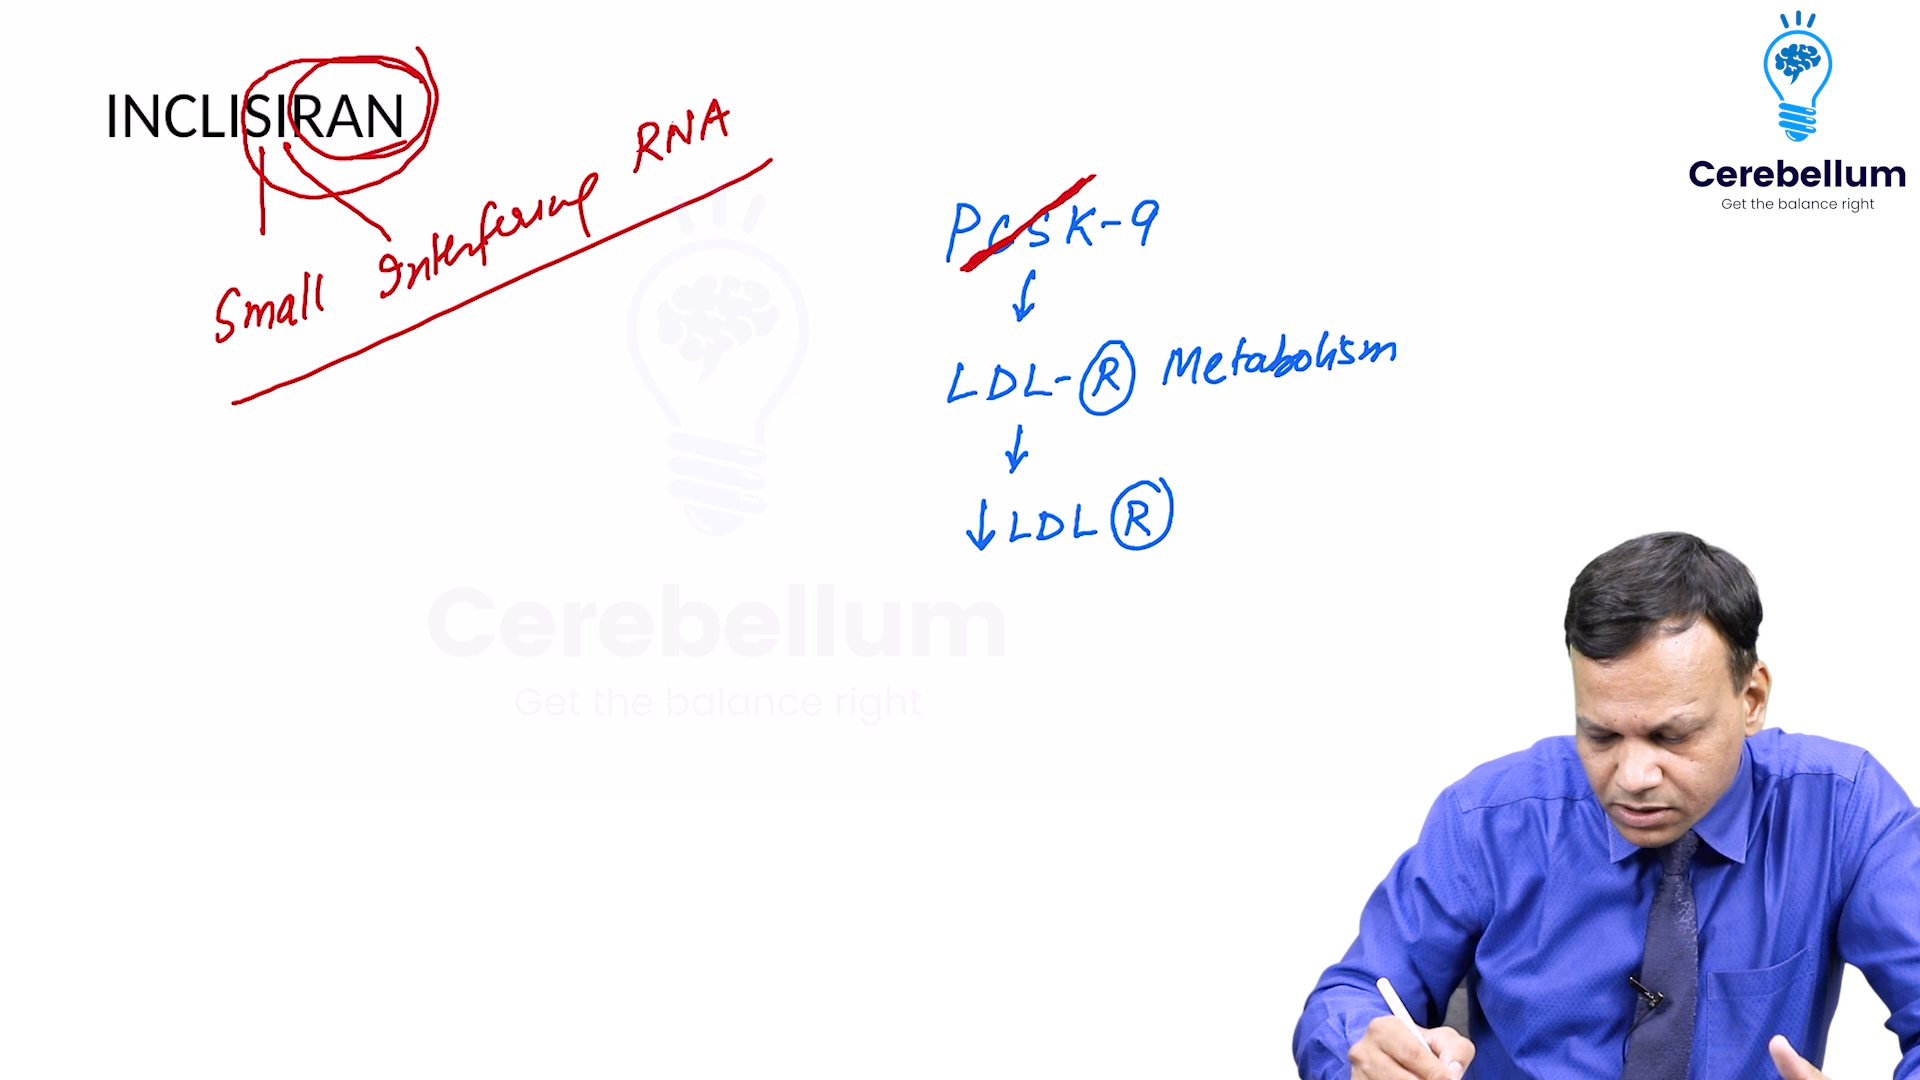 INCLISIRAN
Small Interfering RNA
PCSK-9
↓
LDL-R Metabolism
↓
↓ LDL R
Cerebellum
Get the balance right
Cerebellum
Get the balance right